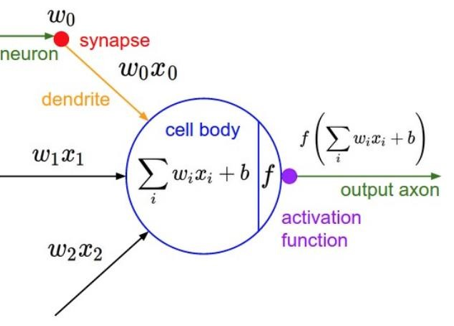 w₀
neuron
synapse
w₀x₀
dendrite
cell body
f(∑ᵢ wᵢxᵢ + b)
w₁x₁
∑ᵢ wᵢxᵢ + b
f
output axon
activation
function
w₂x₂